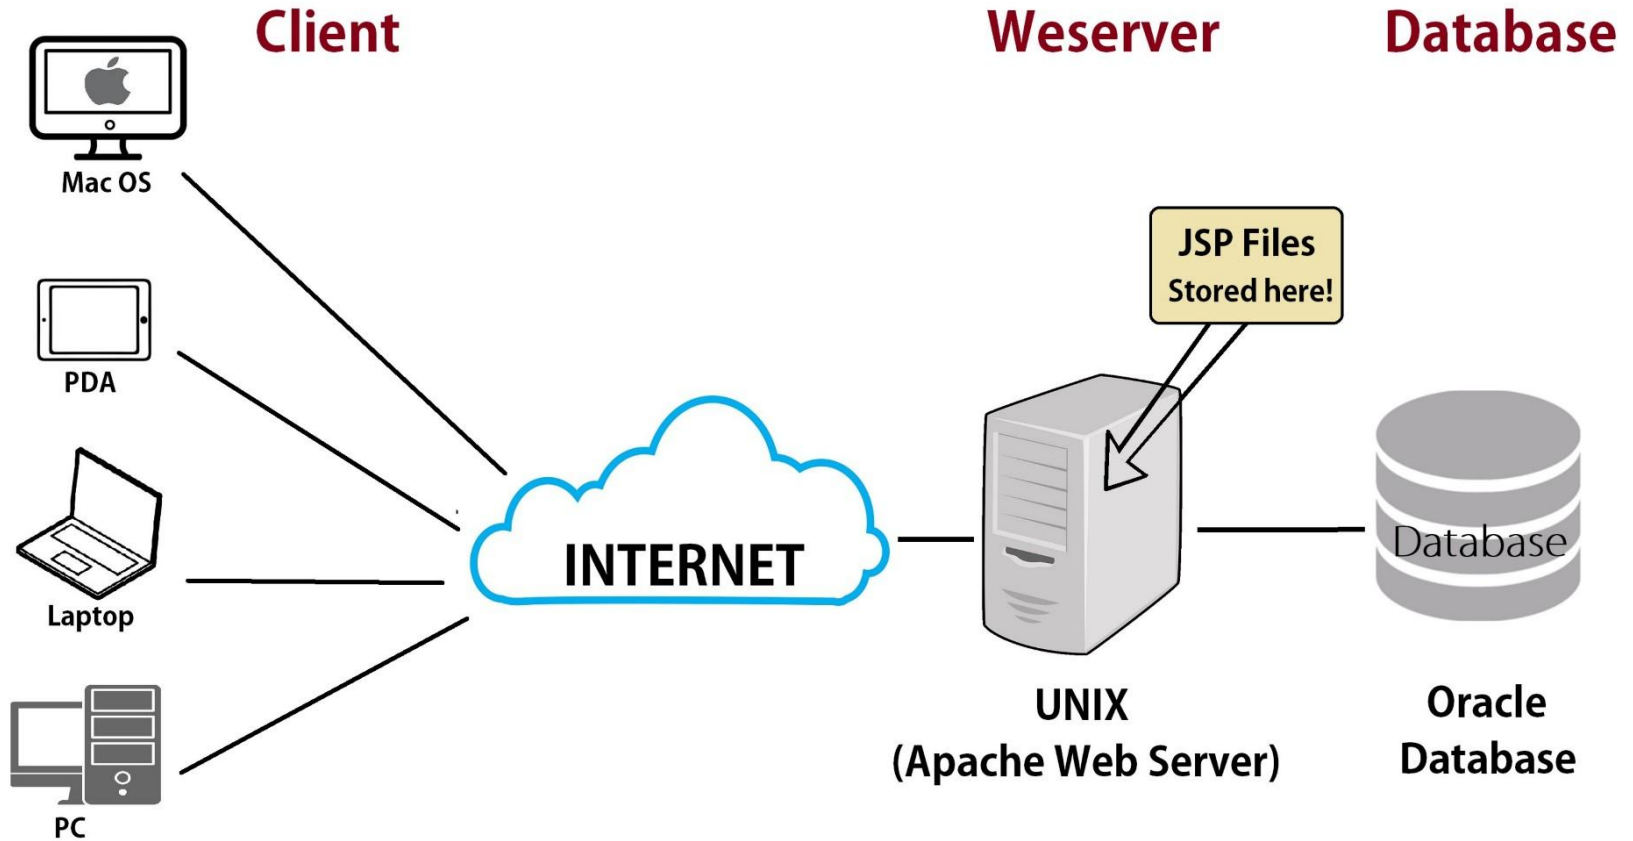 Client
Weserver
Database
Mac OS
PDA
Laptop
PC
INTERNET
JSP Files
Stored here!
UNIX
(Apache Web Server)
Database
Oracle
Database